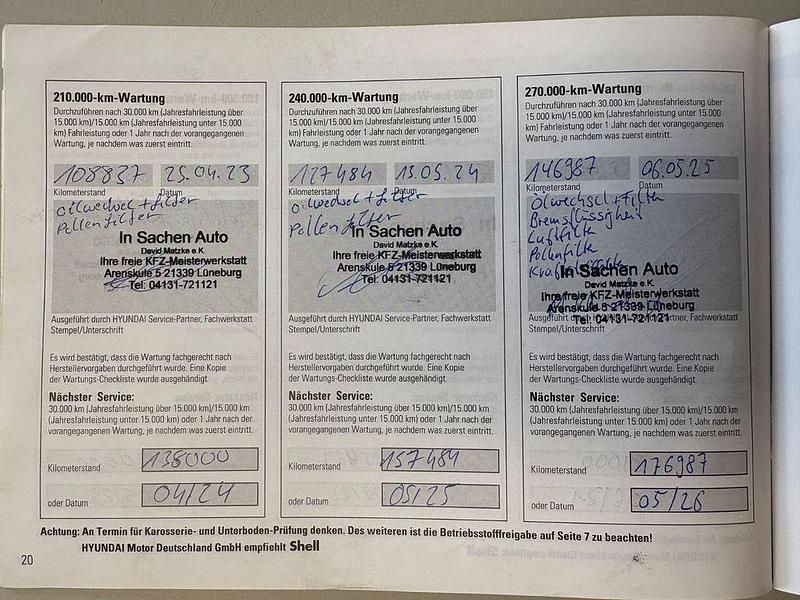 210.000-km-Wartung
Durchzuführen nach 30.000 km (Jahresfahrleistung über
15.000 km)/15.000 km (Jahresfahrleistung unter 15.000
km) Fahrleistung oder 1 Jahr nach der vorangegangenen
Wartung, je nachdem was zuerst eintritt.
108837 25.04.23
Kilometerstand Datum
Ölwechsel + Filter
Pollenfilter
In Sachen Auto
David Matzke e.K.
Ihre freie KFZ-Meisterwerkstatt
Arenskule 5 21339 Lüneburg
Tel: 04131-721121
Ausgeführt durch HYUNDAI Service-Partner, Fachwerkstatt
Stempel/Unterschrift
Es wird bestätigt, dass die Wartung fachgerecht nach
Herstellervorgaben durchgeführt wurde. Eine Kopie
der Wartungs-Checkliste wurde ausgehändigt.
Nächster Service:
30.000 km (Jahresfahrleistung über 15.000 km)/15.000
km (Jahresfahrleistung unter 15.000 km) oder 1 Jahr nach der
vorangegangenen Wartung, je nachdem was zuerst eintritt.
Kilometerstand 138000
oder Datum 04/24
240.000-km-Wartung
Durchzuführen nach 30.000 km (Jahresfahrleistung über
15.000 km)/15.000 km (Jahresfahrleistung unter 15.000
km) Fahrleistung oder 1 Jahr nach der vorangegangenen
Wartung, je nachdem was zuerst eintritt.
127484 13.05.24
Kilometerstand Datum
Ölwechsel + Filter
Pollenfilter
In Sachen Auto
David Matzke e.K.
Ihre freie KFZ-Meisterwerkstatt
Arenskule 5 21339 Lüneburg
Tel: 04131-721121
Ausgeführt durch HYUNDAI Service-Partner, Fachwerkstatt
Stempel/Unterschrift
Es wird bestätigt, dass die Wartung fachgerecht nach
Herstellervorgaben durchgeführt wurde. Eine Kopie
der Wartungs-Checkliste wurde ausgehändigt.
Nächster Service:
30.000 km (Jahresfahrleistung über 15.000 km)/15.000
km (Jahresfahrleistung unter 15.000 km) oder 1 Jahr nach der
vorangegangenen Wartung, je nachdem was zuerst eintritt.
Kilometerstand 157484
oder Datum 05/25
270.000-km-Wartung
Durchzuführen nach 30.000 km (Jahresfahrleistung über
15.000 km)/15.000 km (Jahresfahrleistung unter 15.000
km) Fahrleistung oder 1 Jahr nach der vorangegangenen
Wartung, je nachdem was zuerst eintritt.
146987 06.05.25
Kilometerstand Datum
Ölwechsel + Filter
Bremsflüssigkeit
Luftfilter
Pollenfilter
In Sachen Auto
David Matzke e.K.
Ihre freie KFZ-Meisterwerkstatt
Arenskule 5 21339 Lüneburg
Tel: 04131-721121
Ausgeführt durch HYUNDAI Service-Partner, Fachwerkstatt
Stempel/Unterschrift
Es wird bestätigt, dass die Wartung fachgerecht nach
Herstellervorgaben durchgeführt wurde. Eine Kopie
der Wartungs-Checkliste wurde ausgehändigt.
Nächster Service:
30.000 km (Jahresfahrleistung über 15.000 km)/15.000
km (Jahresfahrleistung unter 15.000 km) oder 1 Jahr nach der
vorangegangenen Wartung, je nachdem was zuerst eintritt.
Kilometerstand 176987
oder Datum 05/26
Achtung: An Termin für Karosserie- und Unterboden-Prüfung denken. Des weiteren ist die Betriebsstofffreigabe auf Seite 7 zu beachten!
HYUNDAI Motor Deutschland GmbH empfiehlt Shell
20